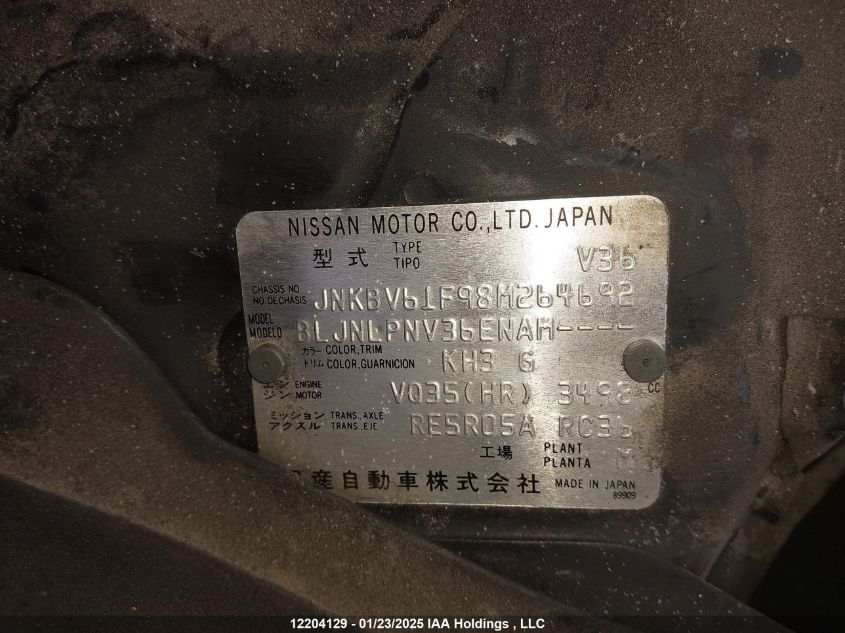 NISSAN MOTOR CO.,LTD. JAPAN
型式 TYPE TIPO V36
CHASSIS NO. NO.DECHASIS JNKBV61F98M264692
MODEL MODELO BLJNLPNV36ENAM----
カラー COLOR,TRIM トリム COLOR,GUARNICION KH3 G
エンジン ENGINE MOTOR VQ35(HR) 3498 CC
ミッション TRANS.,AXLE アクスル TRANS.,EJE RE5R05A RC36
工場 PLANT PLANTA M
日産自動車株式会社 MADE IN JAPAN
89909
12204129 - 01/23/2025 IAA Holdings , LLC